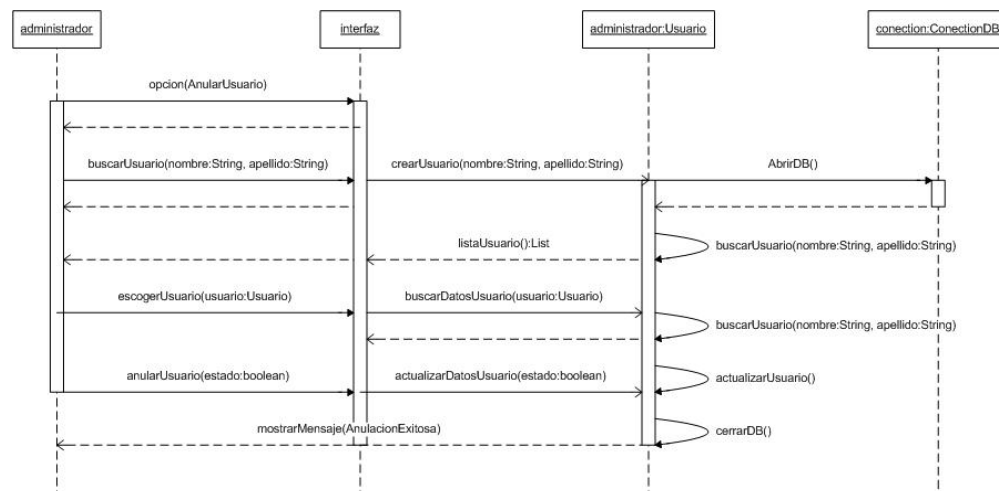 administrador
interfaz
administrador:Usuario
conection:ConectionDB
opcion(AnularUsuario)
buscarUsuario(nombre:String, apellido:String)
crearUsuario(nombre:String, apellido:String)
AbrirDB()
listaUsuario():List
buscarUsuario(nombre:String, apellido:String)
escogerUsuario(usuario:Usuario)
buscarDatosUsuario(usuario:Usuario)
buscarUsuario(nombre:String, apellido:String)
anularUsuario(estado:boolean)
actualizarDatosUsuario(estado:boolean)
actualizarUsuario()
mostrarMensaje(AnulacionExitosa)
cerrarDB()